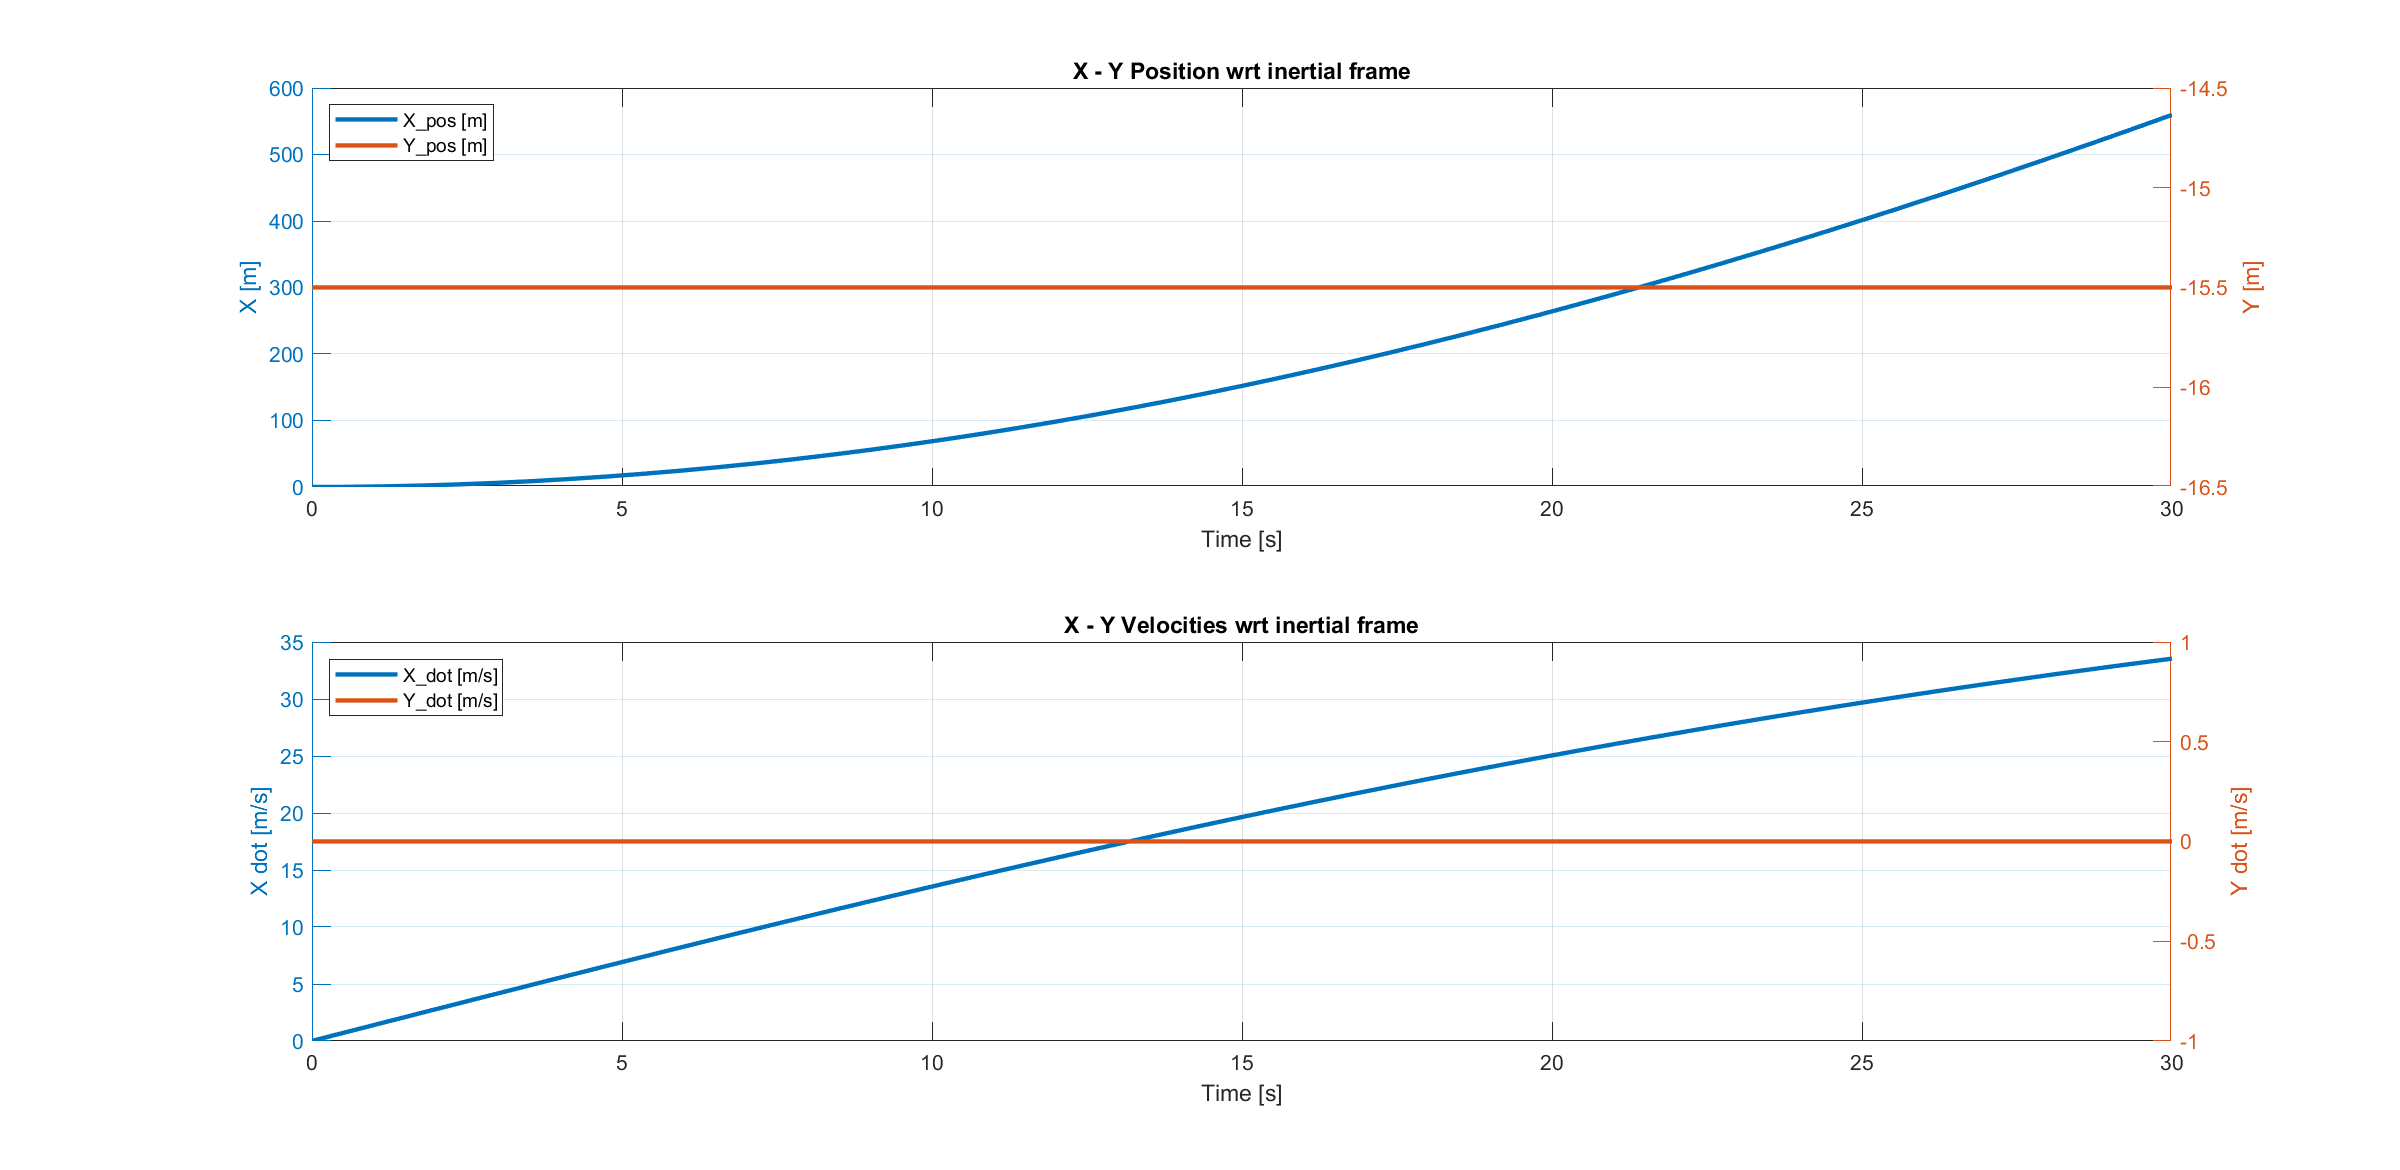 X - Y Position wrt inertial frame
600
500
400
300
200
100
0
X [m]
X_pos [m]
Y_pos [m]
-14.5
-15
-15.5
-16
-16.5
Y [m]
0 5 10 15 20 25 30
Time [s]
X - Y Velocities wrt inertial frame
35
30
25
20
15
10
5
0
X dot [m/s]
X_dot [m/s]
Y_dot [m/s]
1
0.5
0
-0.5
-1
Y dot [m/s]
0 5 10 15 20 25 30
Time [s]